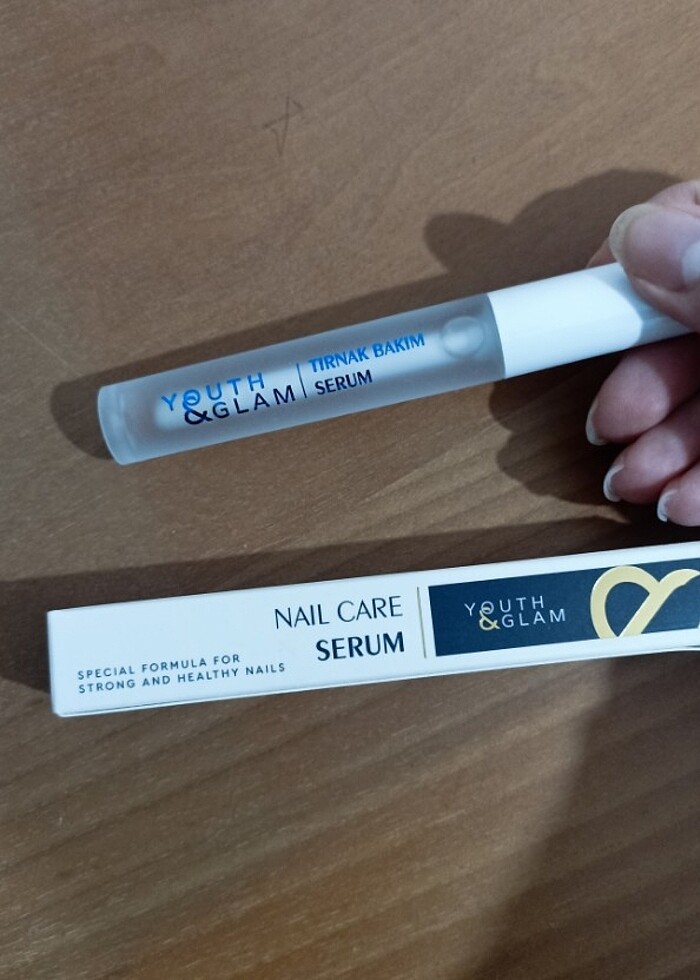 YOUTH
&GLAM
TIRNAK BAKIM
SERUM
NAIL CARE
SERUM
SPECIAL FORMULA FOR
STRONG AND HEALTHY NAILS
YOUTH
&GLAM